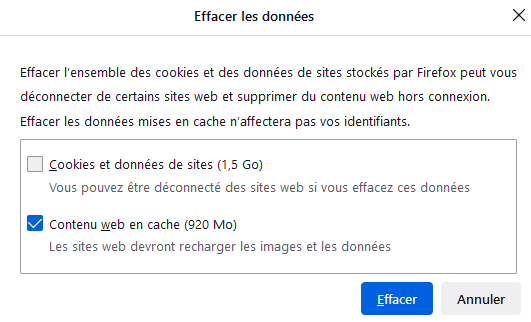 Effacer les données
Effacer l'ensemble des cookies et des données de sites stockés par Firefox peut vous
déconnecter de certains sites web et supprimer du contenu web hors connexion.
Effacer les données mises en cache n'affectera pas vos identifiants.
Cookies et données de sites (1,5 Go)
Vous pouvez être déconnecté des sites web si vous effacez ces données
Contenu web en cache (920 Mo)
Les sites web devront recharger les images et les données
Effacer
Annuler